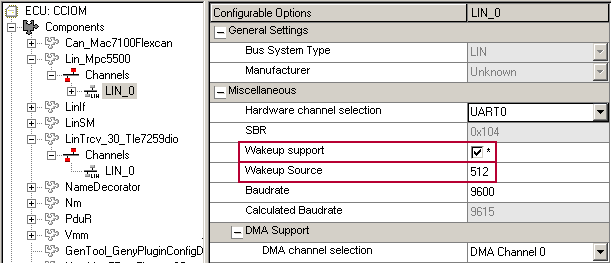 ECU: CCIOM
Components
Can_Mac7100Flexcan
Lin_Mpc5500
Channels
LIN_0
LinIf
LinSM
LinTrcv_30_Tle7259dio
Channels
LIN_0
NameDecorator
Nm
PduR
Vmm
GenTool_GenyPluginConfigD
Configurable Options LIN_0
General Settings
Bus System Type LIN
Manufacturer Unknown
Miscellaneous
Hardware channel selection UART0
SBR 0x104
Wakeup support *
Wakeup Source 512
Baudrate 9600
Calculated Baudrate 9615
DMA Support
DMA channel selection DMA Channel 0